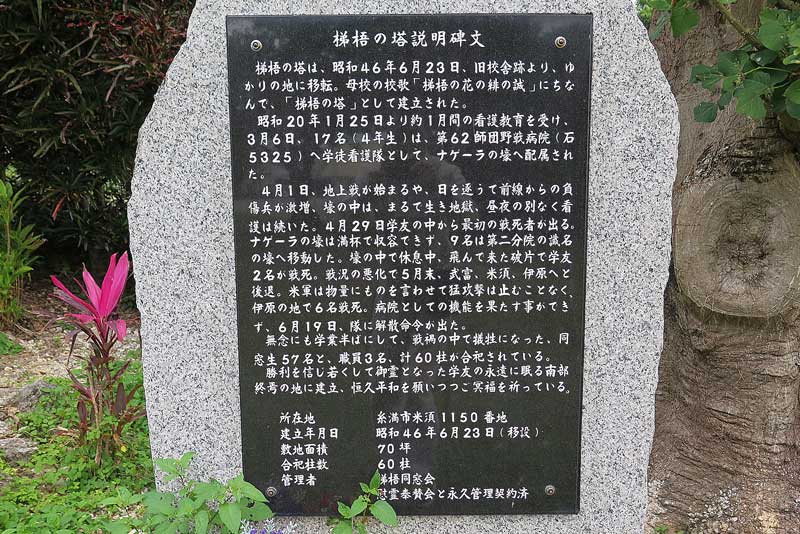 梯梧の塔説明碑文
梯梧の塔は、昭和46年6月23日、旧校舎跡より、ゆ
かりの地に移転。母校の校歌「梯梧の花の緋の誠」にちな
んで、「梯梧の塔」として建立された。
昭和20年1月25日より約1月間の看護教育を受け、
3月6日、17名(4年生)は、第62師団野戦病院(石
5325)へ学徒看護隊として、ナゲーラの壕へ配属され
た。
4月1日、地上戦が始まるや、日を逐うて前線からの負
傷兵が激増、壕の中は、まるで生き地獄、昼夜の別なく看
護は続いた。4月29日学友の中から最初の戦死者が出る。
ナゲーラの壕は満杯で収容できず、9名は第二分院の識名
の壕へ移動した。壕の中で休息中、飛んで来た破片で学友
2名が戦死。戦況の悪化で5月末、武富、米須、伊原へと
後退。米軍は物量にものを言わせて猛攻撃は止むことなく、
伊原の地で6名戦死。病院としての機能を果たす事ができ
ず、6月19日、隊に解散命令が出た。
無念にも学業半ばにして、戦禍の中で犠牲になった、同
窓生57名と、職員3名、計60柱が合祀されている。
勝利を信じ若くして御霊となった学友の永遠に眠る南部
終焉の地に建立、恒久平和を願いつつご冥福を祈っている。
所在地 糸満市米須1150番地
建立年月日 昭和46年6月23日(移設)
敷地面積 70坪
合祀柱数 60柱
管理者 梯梧同窓会
慰霊奉賛会と永久管理契約済